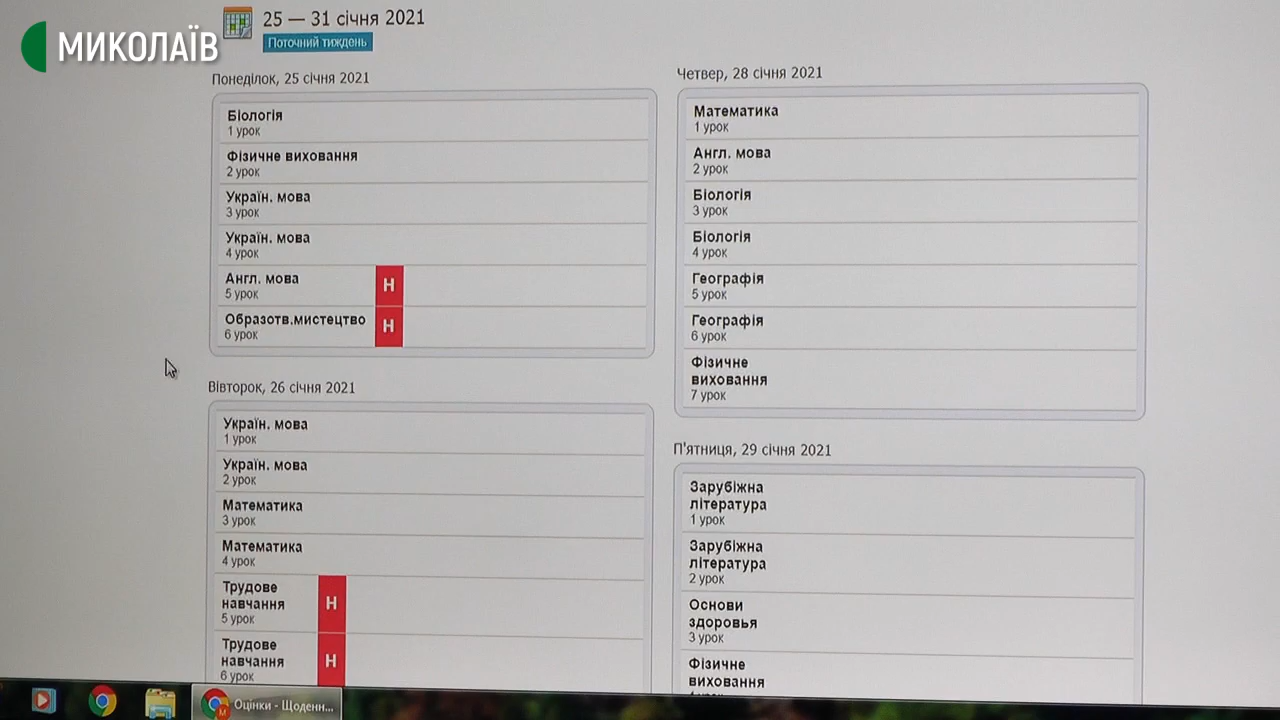 МИКОЛАЇВ
25 — 31 січня 2021
Поточний тиждень
Понеділок, 25 січня 2021
Біологія
1 урок
Фізичне виховання
2 урок
Україн. мова
3 урок
Україн. мова
4 урок
Англ. мова
5 урок
Н
Образотв.мистецтво
6 урок
Н
Вівторок, 26 січня 2021
Україн. мова
1 урок
Україн. мова
2 урок
Математика
3 урок
Математика
4 урок
Трудове
навчання
5 урок
Н
Трудове
навчання
6 урок
Н
Четвер, 28 січня 2021
Математика
1 урок
Англ. мова
2 урок
Біологія
3 урок
Біологія
4 урок
Географія
5 урок
Географія
6 урок
Фізичне
виховання
7 урок
П'ятниця, 29 січня 2021
Зарубіжна
література
1 урок
Зарубіжна
література
2 урок
Основи
здоровья
3 урок
Фізичне
виховання
Оцінки - Щоденн...